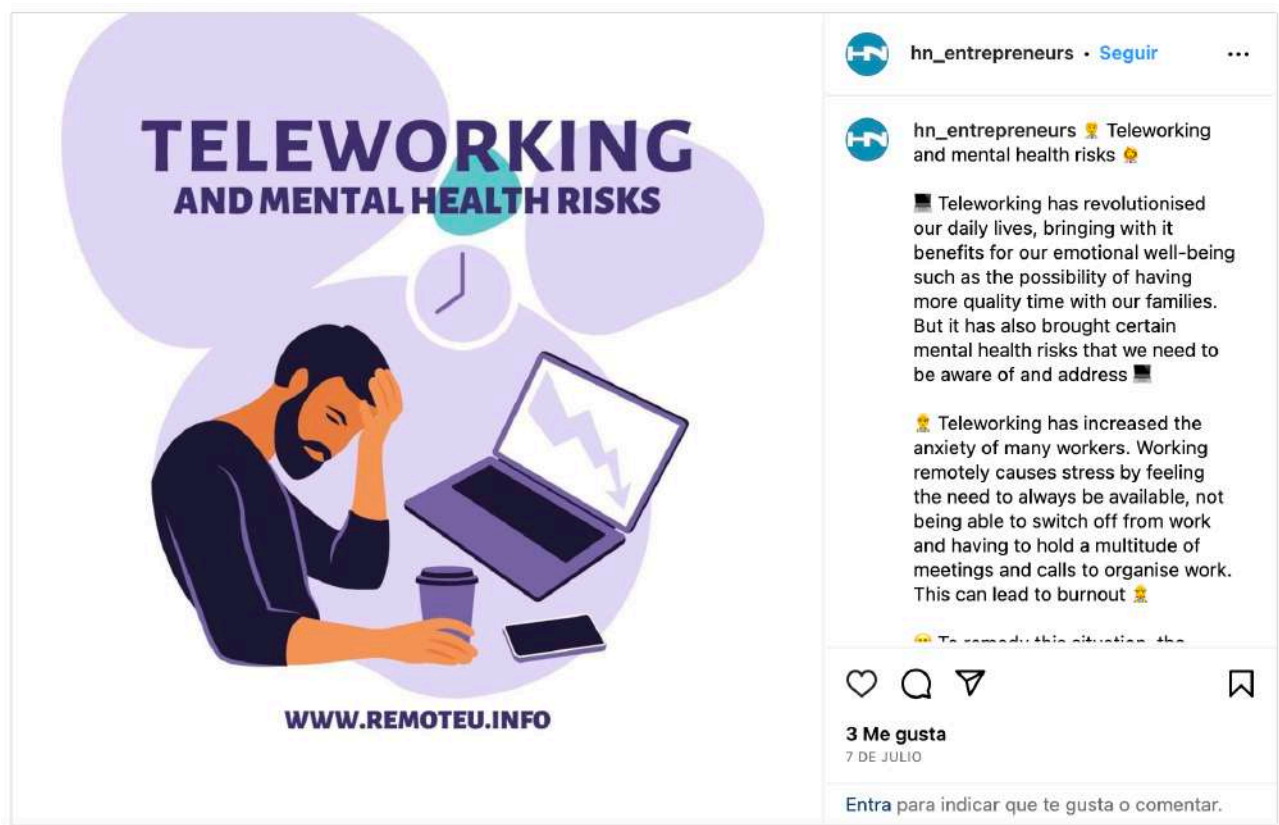 TELEWORKING
AND MENTAL HEALTH RISKS
WWW.REMOTEU.INFO
HN
hn_entrepreneurs • Seguir
HN
hn_entrepreneurs 🤦‍♂️ Teleworking
and mental health risks 🤦‍♀️
💻 Teleworking has revolutionised
our daily lives, bringing with it
benefits for our emotional well-being
such as the possibility of having
more quality time with our families.
But it has also brought certain
mental health risks that we need to
be aware of and address 💻
Teleworking has increased the
anxiety of many workers. Working
remotely causes stress by feeling
the need to always be available, not
being able to switch off from work
and having to hold a multitude of
meetings and calls to organise work.
This can lead to burnout
To remedy this situation, the
3 Me gusta
7 DE JULIO
Entra para indicar que te gusta o comentar.